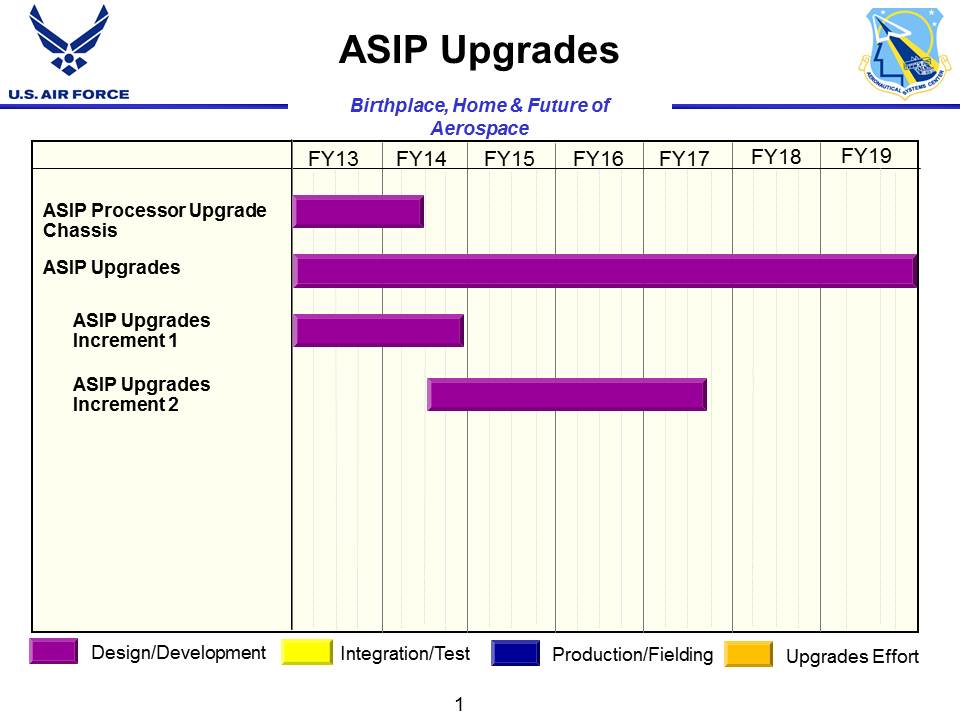 ASIP Upgrades
U.S. AIR FORCE
AERONAUTICAL SYSTEMS CENTER
Birthplace, Home & Future of
Aerospace
FY13 FY14 FY15 FY16 FY17 FY18 FY19
ASIP Processor Upgrade
Chassis
ASIP Upgrades
ASIP Upgrades
Increment 1
ASIP Upgrades
Increment 2
Design/Development Integration/Test Production/Fielding Upgrades Effort
1